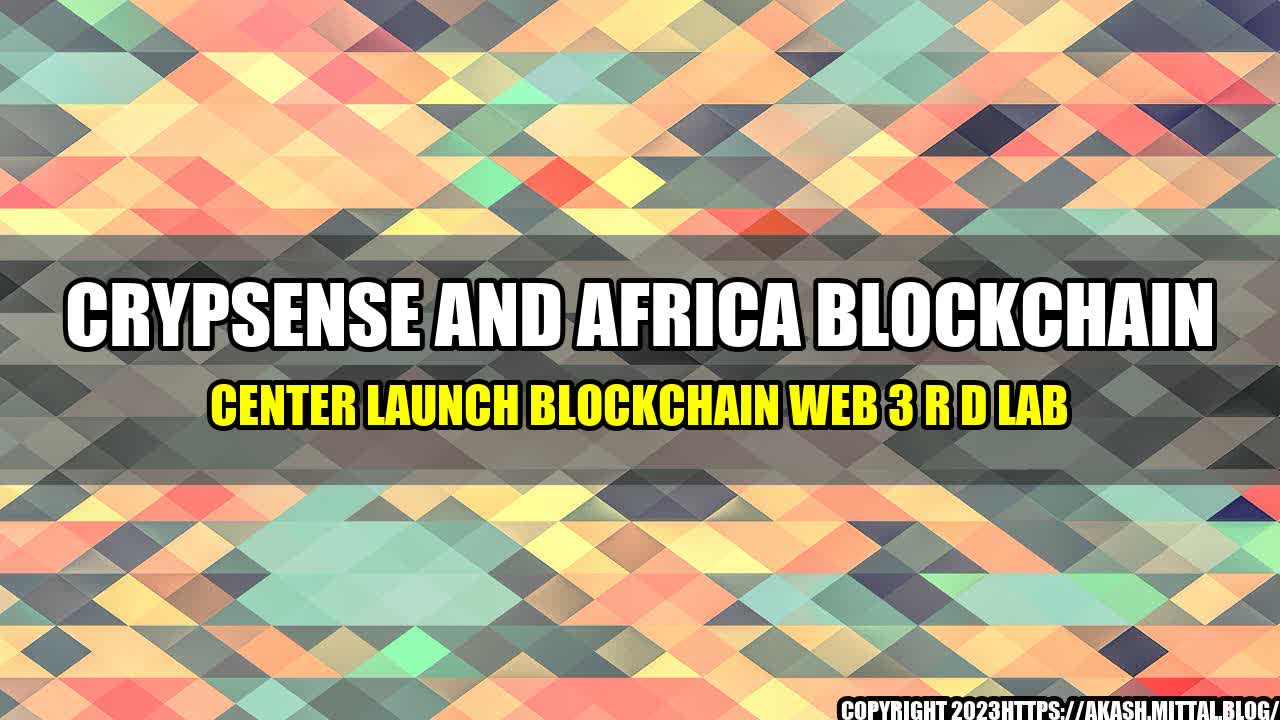 CRYPSENSE AND AFRICA BLOCKCHAIN
CENTER LAUNCH BLOCKCHAIN WEB 3 R D LAB
COPYRIGHT 2023HTTPS://AKASH.MITTAL.BLOG/